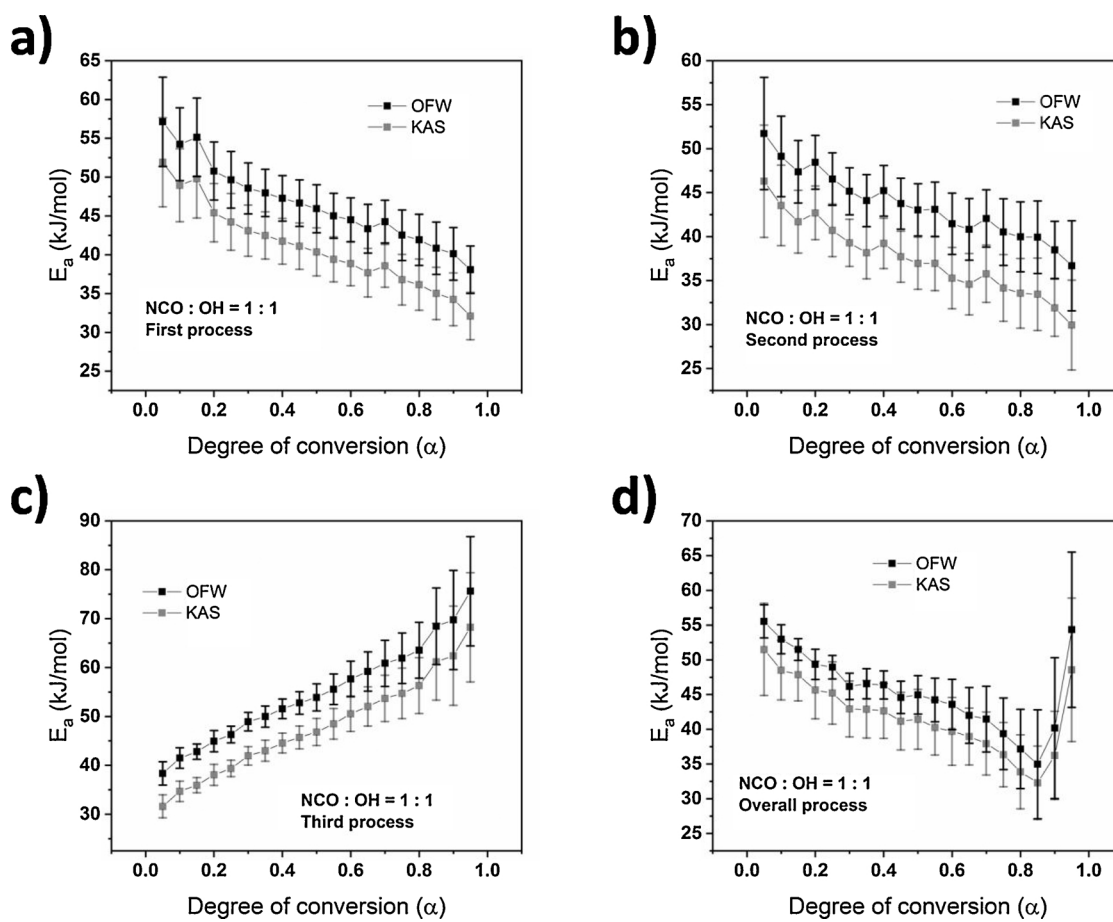 a)
65
60
55
50
45
40
35
30
25
Eₐ (kJ/mol)
OFW
KAS
NCO : OH = 1 : 1
First process
0.0 0.2 0.4 0.6 0.8 1.0
Degree of conversion (α)
b)
60
55
50
45
40
35
30
25
Eₐ (kJ/mol)
OFW
KAS
NCO : OH = 1 : 1
Second process
0.0 0.2 0.4 0.6 0.8 1.0
Degree of conversion (α)
c)
90
80
70
60
50
40
30
Eₐ (kJ/mol)
OFW
KAS
NCO : OH = 1 : 1
Third process
0.0 0.2 0.4 0.6 0.8 1.0
Degree of conversion (α)
d)
70
65
60
55
50
45
40
35
30
25
Eₐ (kJ/mol)
OFW
KAS
NCO : OH = 1 : 1
Overall process
0.0 0.2 0.4 0.6 0.8 1.0
Degree of conversion (α)